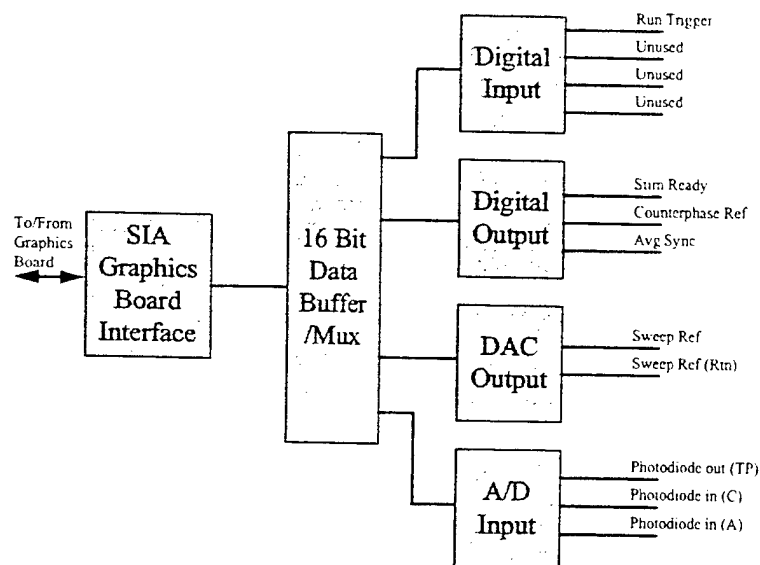 Run Trigger
Unused
Unused
Unused
Digital
Input
Stim Ready
Counterphase Ref
Avg Sync
Digital
Output
To/From
Graphics
Board
SIA
Graphics
Board
Interface
16 Bit
Data
Buffer
/Mux
Sweep Ref
Sweep Ref (Rtn)
DAC
Output
Photodiode out (TP)
Photodiode in (C)
Photodiode in (A)
A/D
Input